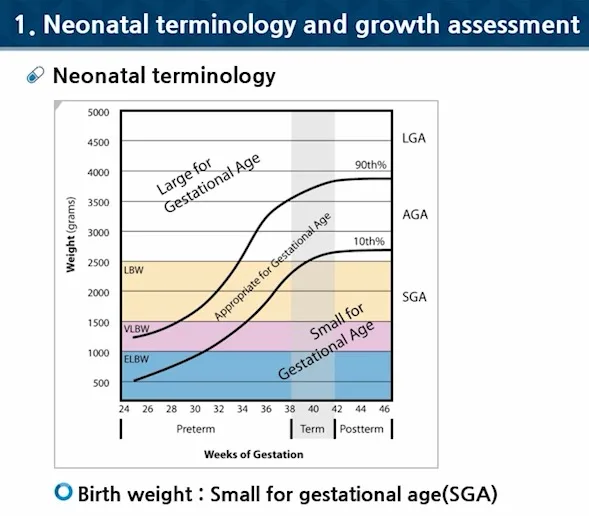 1. Neonatal terminology and growth assessment
Neonatal terminology
5000
4500
4000
3500
3000
2500
2000
1500
1000
500
Weight (grams)
Large for
Gestational Age
Appropriate for Gestational Age
Small for
Gestational Age
90th%
10th%
LGA
AGA
SGA
LBW
VLBW
ELBW
24 26 28 30 32 34 36 38 40 42 44 46
Preterm Term Postterm
Weeks of Gestation
Birth weight : Small for gestational age(SGA)